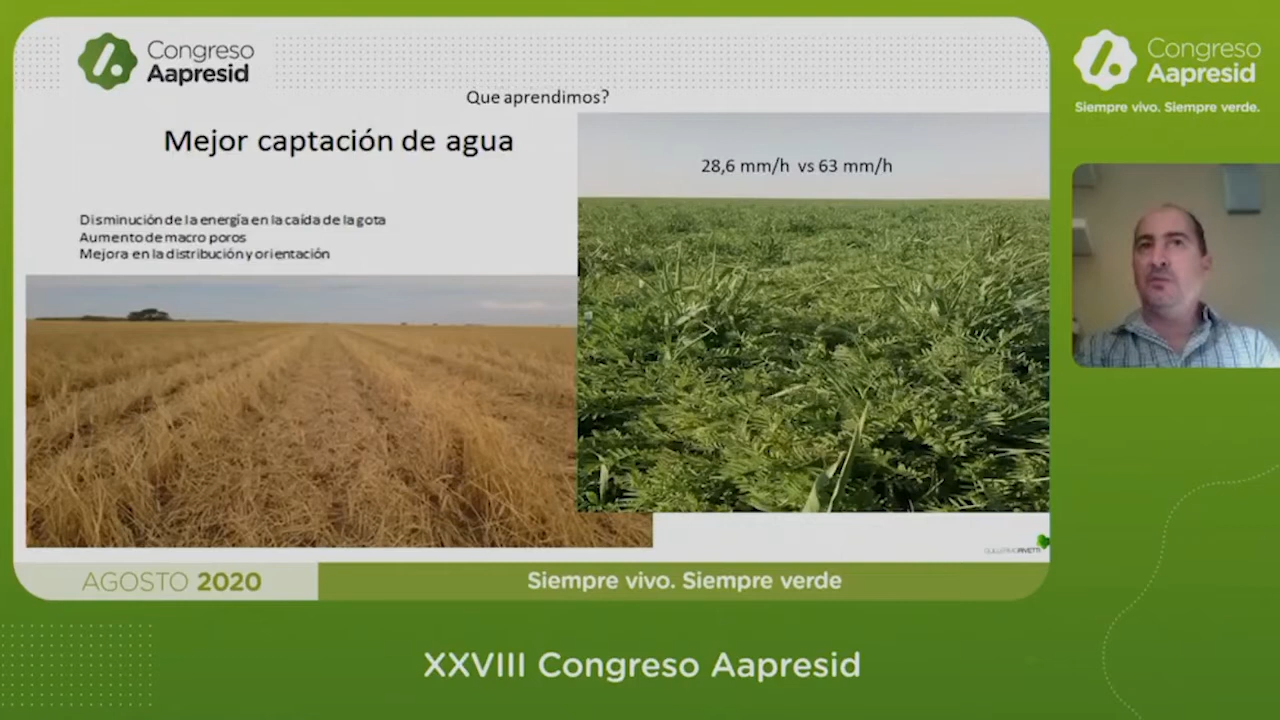 Congreso
Aapresid
Que aprendimos?
Mejor captación de agua
28,6 mm/h vs 63 mm/h
Disminución de la energía en la caída de la gota
Aumento de macro poros
Mejora en la distribución y orientación
GUILLERMO RIVETTI
AGOSTO 2020
Siempre vivo. Siempre verde
Congreso
Aapresid
Siempre vivo. Siempre verde.
XXVIII Congreso Aapresid